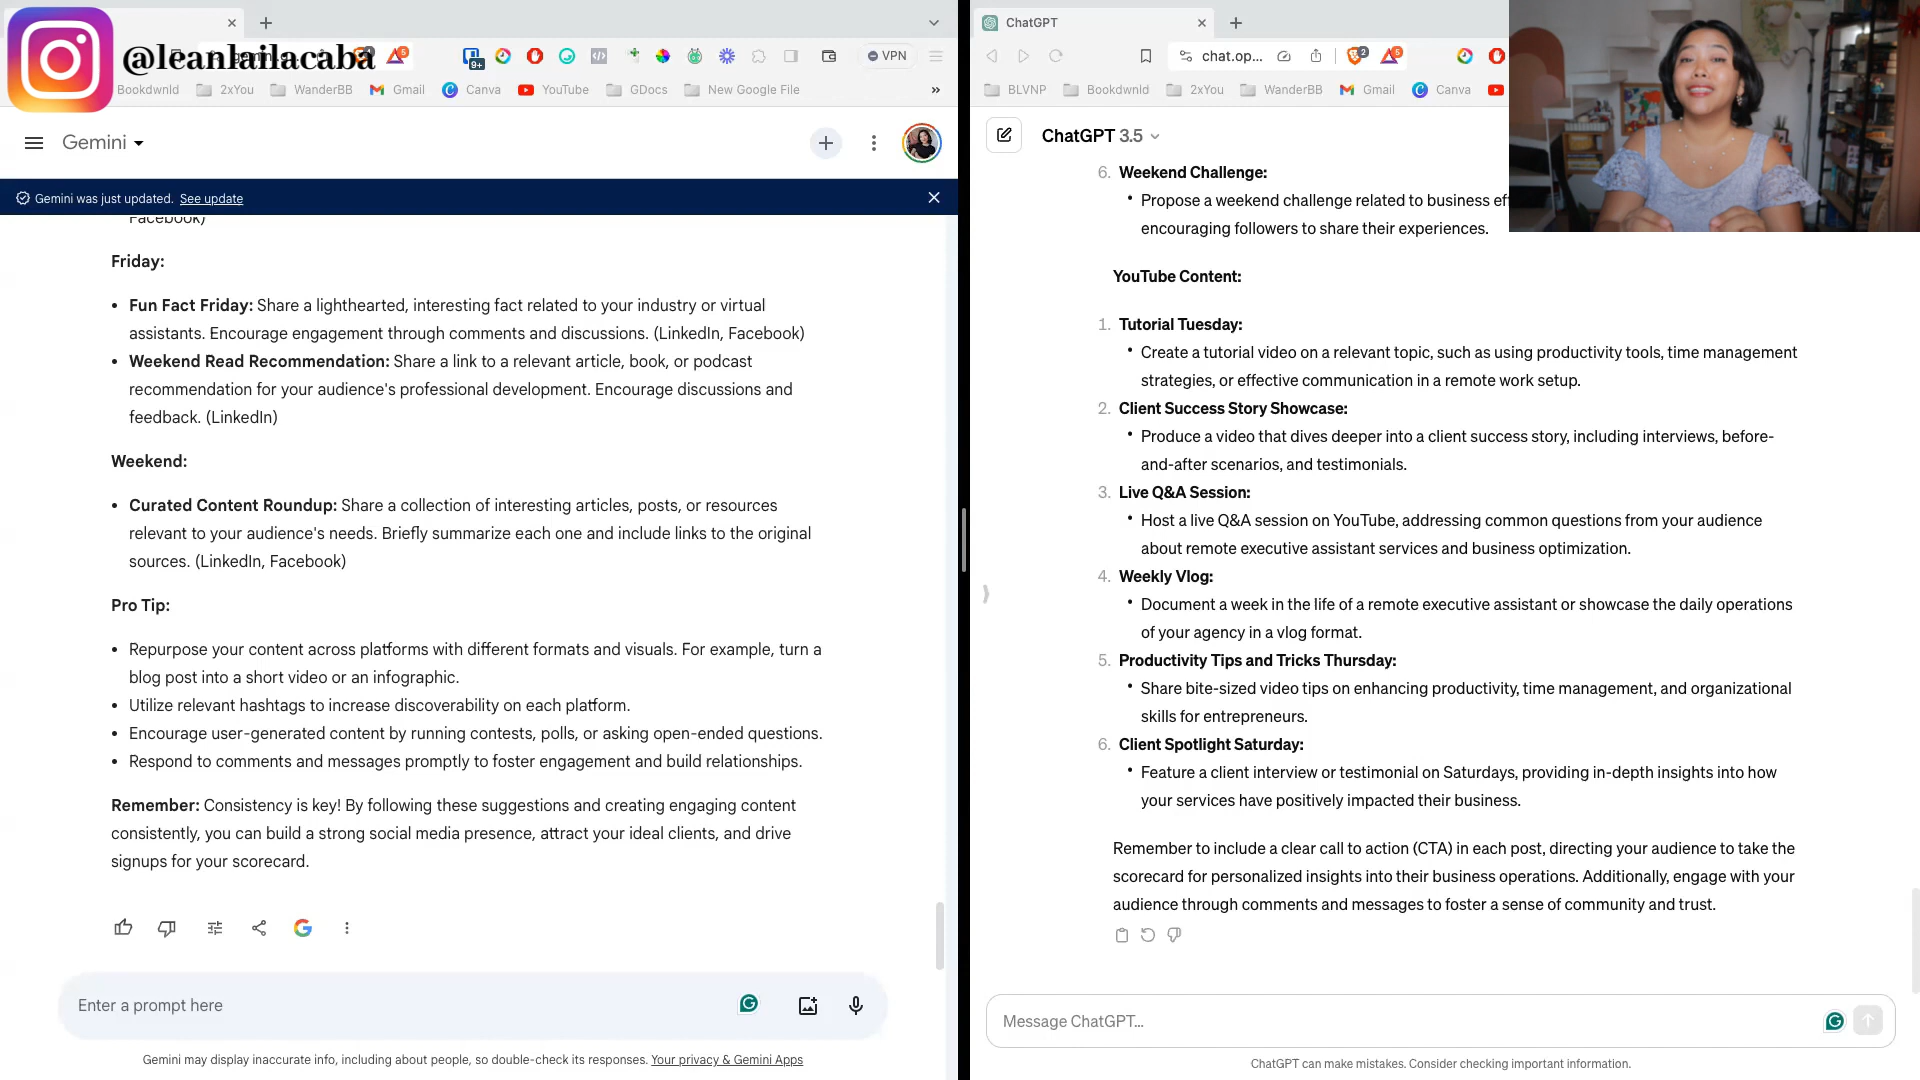 @leamailacaba
5
9+
VPN
Bookdwnld
2xYou
WanderBB
Gmail
Canva
YouTube
GDocs
New Google File
»
Gemini
Gemini was just updated. See update
Facebook)
Friday:
• Fun Fact Friday: Share a lighthearted, interesting fact related to your industry or virtual
assistants. Encourage engagement through comments and discussions. (LinkedIn, Facebook)
• Weekend Read Recommendation: Share a link to a relevant article, book, or podcast
recommendation for your audience's professional development. Encourage discussions and
feedback. (LinkedIn)
Weekend:
• Curated Content Roundup: Share a collection of interesting articles, posts, or resources
relevant to your audience's needs. Briefly summarize each one and include links to the original
sources. (LinkedIn, Facebook)
Pro Tip:
• Repurpose your content across platforms with different formats and visuals. For example, turn a
blog post into a short video or an infographic.
• Utilize relevant hashtags to increase discoverability on each platform.
• Encourage user-generated content by running contests, polls, or asking open-ended questions.
• Respond to comments and messages promptly to foster engagement and build relationships.
Remember: Consistency is key! By following these suggestions and creating engaging content
consistently, you can build a strong social media presence, attract your ideal clients, and drive
signups for your scorecard.
Enter a prompt here
Gemini may display inaccurate info, including about people, so double-check its responses. Your privacy & Gemini Apps
ChatGPT
chat.op...
2
5
BLVNP
Bookdwnld
2xYou
WanderBB
Gmail
Canva
ChatGPT 3.5
6. Weekend Challenge:
• Propose a weekend challenge related to business
encouraging followers to share their experiences.
YouTube Content:
1. Tutorial Tuesday:
• Create a tutorial video on a relevant topic, such as using productivity tools, time management
strategies, or effective communication in a remote work setup.
2. Client Success Story Showcase:
• Produce a video that dives deeper into a client success story, including interviews, before-
and-after scenarios, and testimonials.
3. Live Q&A Session:
• Host a live Q&A session on YouTube, addressing common questions from your audience
about remote executive assistant services and business optimization.
4. Weekly Vlog:
• Document a week in the life of a remote executive assistant or showcase the daily operations
of your agency in a vlog format.
5. Productivity Tips and Tricks Thursday:
• Share bite-sized video tips on enhancing productivity, time management, and organizational
skills for entrepreneurs.
6. Client Spotlight Saturday:
• Feature a client interview or testimonial on Saturdays, providing in-depth insights into how
your services have positively impacted their business.
Remember to include a clear call to action (CTA) in each post, directing your audience to take the
scorecard for personalized insights into their business operations. Additionally, engage with your
audience through comments and messages to foster a sense of community and trust.
Message ChatGPT...
ChatGPT can make mistakes. Consider checking important information.